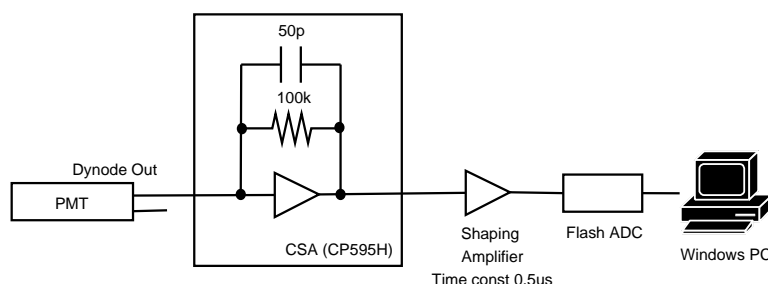 50p
100k
Dynode Out
PMT
CSA (CP595H)
Shaping
Amplifier
Time const 0.5us
Flash ADC
Windows PC